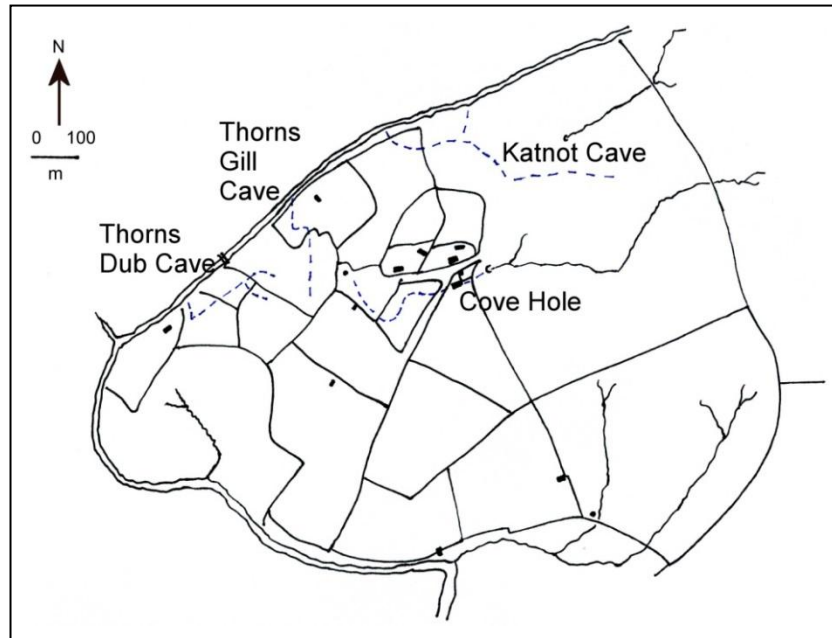 N
0 100
m
Thorns
Gill
Cave
Katnot Cave
Thorns
Dub Cave
Cove Hole